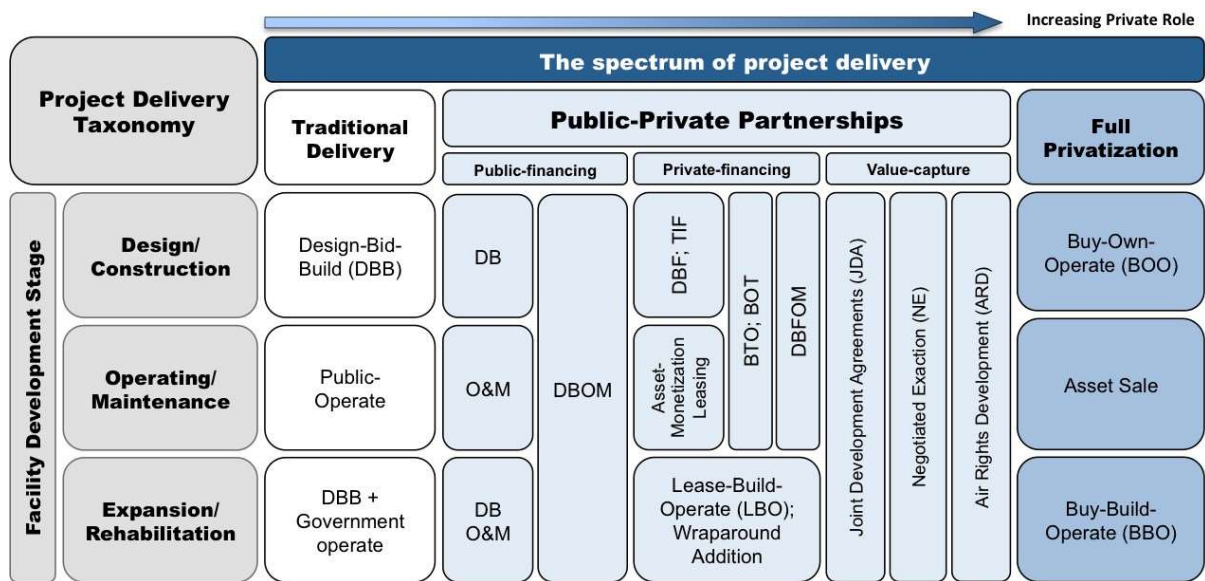 Increasing Private Role
The spectrum of project delivery
Project Delivery
Taxonomy
Traditional
Delivery
Public-Private Partnerships
Full
Privatization
Public-financing
Private-financing
Value-capture
Facility Development Stage
Design/
Construction
Design-Bid-
Build (DBB)
DB
DBOM
DBF; TIF
BTO; BOT
DBFOM
Joint Development Agreements (JDA)
Negotiated Exaction (NE)
Air Rights Development (ARD)
Buy-Own-
Operate (BOO)
Operating/
Maintenance
Public-
Operate
O&M
Asset-
Monetization
Leasing
Asset Sale
Expansion/
Rehabilitation
DBB +
Government
operate
DB
O&M
Lease-Build-
Operate (LBO);
Wraparound
Addition
Buy-Build-
Operate (BBO)